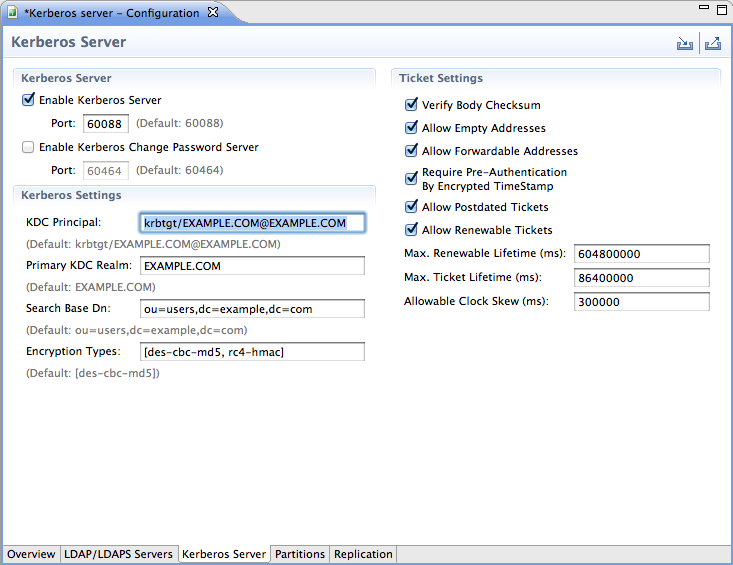 *Kerberos server – Configuration
Kerberos Server
Kerberos Server
Enable Kerberos Server
Port: 60088 (Default: 60088)
Enable Kerberos Change Password Server
Port: 60464 (Default: 60464)
Kerberos Settings
KDC Principal: krbtgt/EXAMPLE.COM@EXAMPLE.COM
(Default: krbtgt/EXAMPLE.COM@EXAMPLE.COM)
Primary KDC Realm: EXAMPLE.COM
(Default: EXAMPLE.COM)
Search Base Dn: ou=users,dc=example,dc=com
(Default: ou=users,dc=example,dc=com)
Encryption Types: [des-cbc-md5, rc4-hmac]
(Default: [des-cbc-md5])
Ticket Settings
Verify Body Checksum
Allow Empty Addresses
Allow Forwardable Addresses
Require Pre-Authentication
By Encrypted TimeStamp
Allow Postdated Tickets
Allow Renewable Tickets
Max. Renewable Lifetime (ms): 604800000
Max. Ticket Lifetime (ms): 86400000
Allowable Clock Skew (ms): 300000
Overview LDAP/LDAPS Servers Kerberos Server Partitions Replication